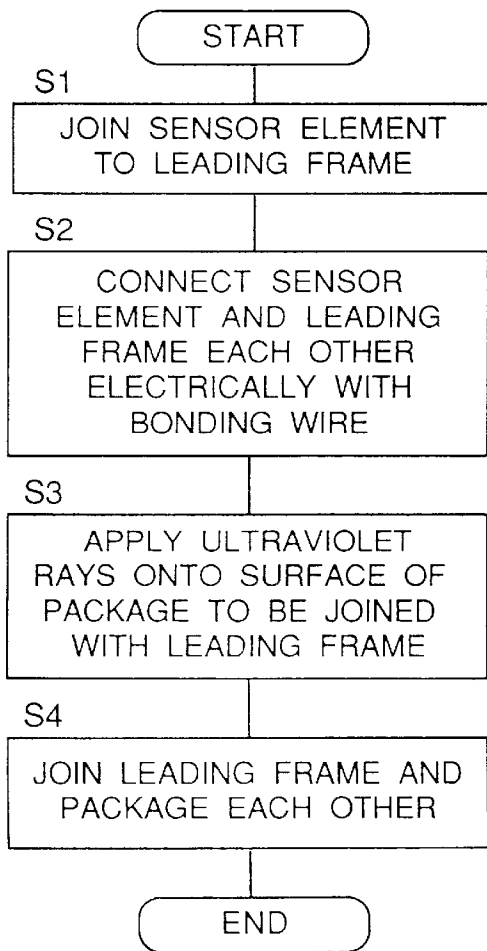 START
S1
JOIN SENSOR ELEMENT
TO LEADING FRAME
S2
CONNECT SENSOR
ELEMENT AND LEADING
FRAME EACH OTHER
ELECTRICALLY WITH
BONDING WIRE
S3
APPLY ULTRAVIOLET
RAYS ONTO SURFACE OF
PACKAGE TO BE JOINED
WITH LEADING FRAME
S4
JOIN LEADING FRAME AND
PACKAGE EACH OTHER
END